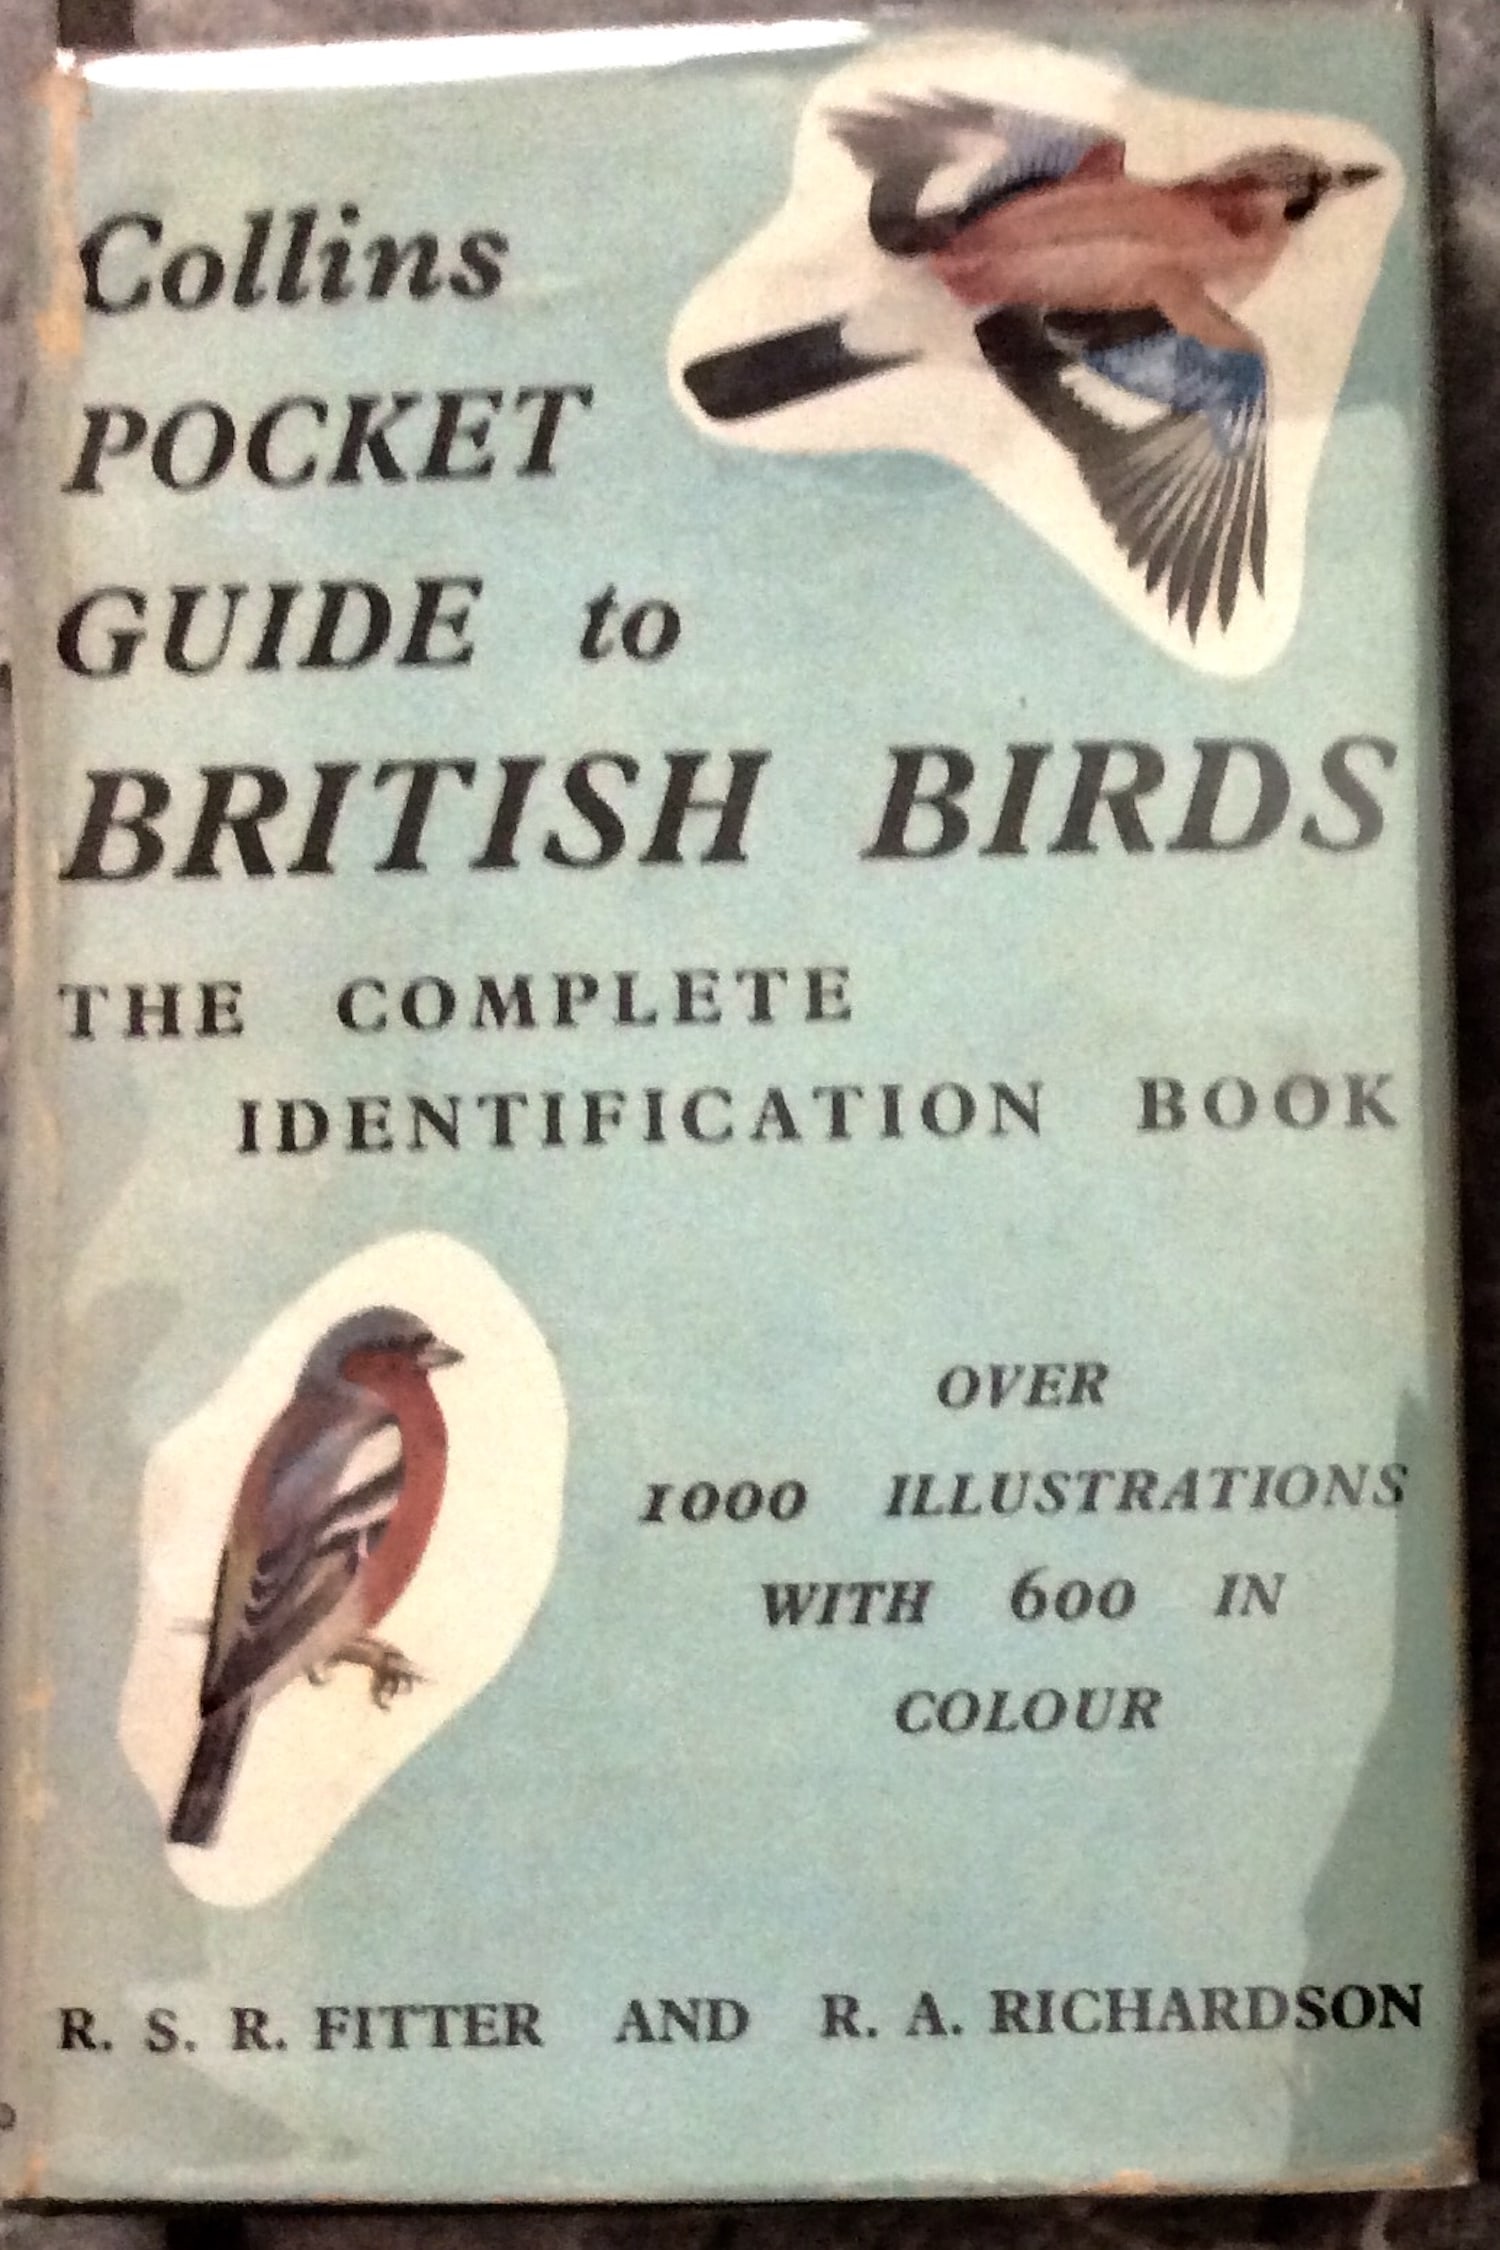 Collins
POCKET
GUIDE to
BRITISH BIRDS
THE COMPLETE
IDENTIFICATION BOOK
OVER
1000 ILLUSTRATIONS
WITH 600 IN
COLOUR
R. S. R. FITTER AND R. A. RICHARDSON